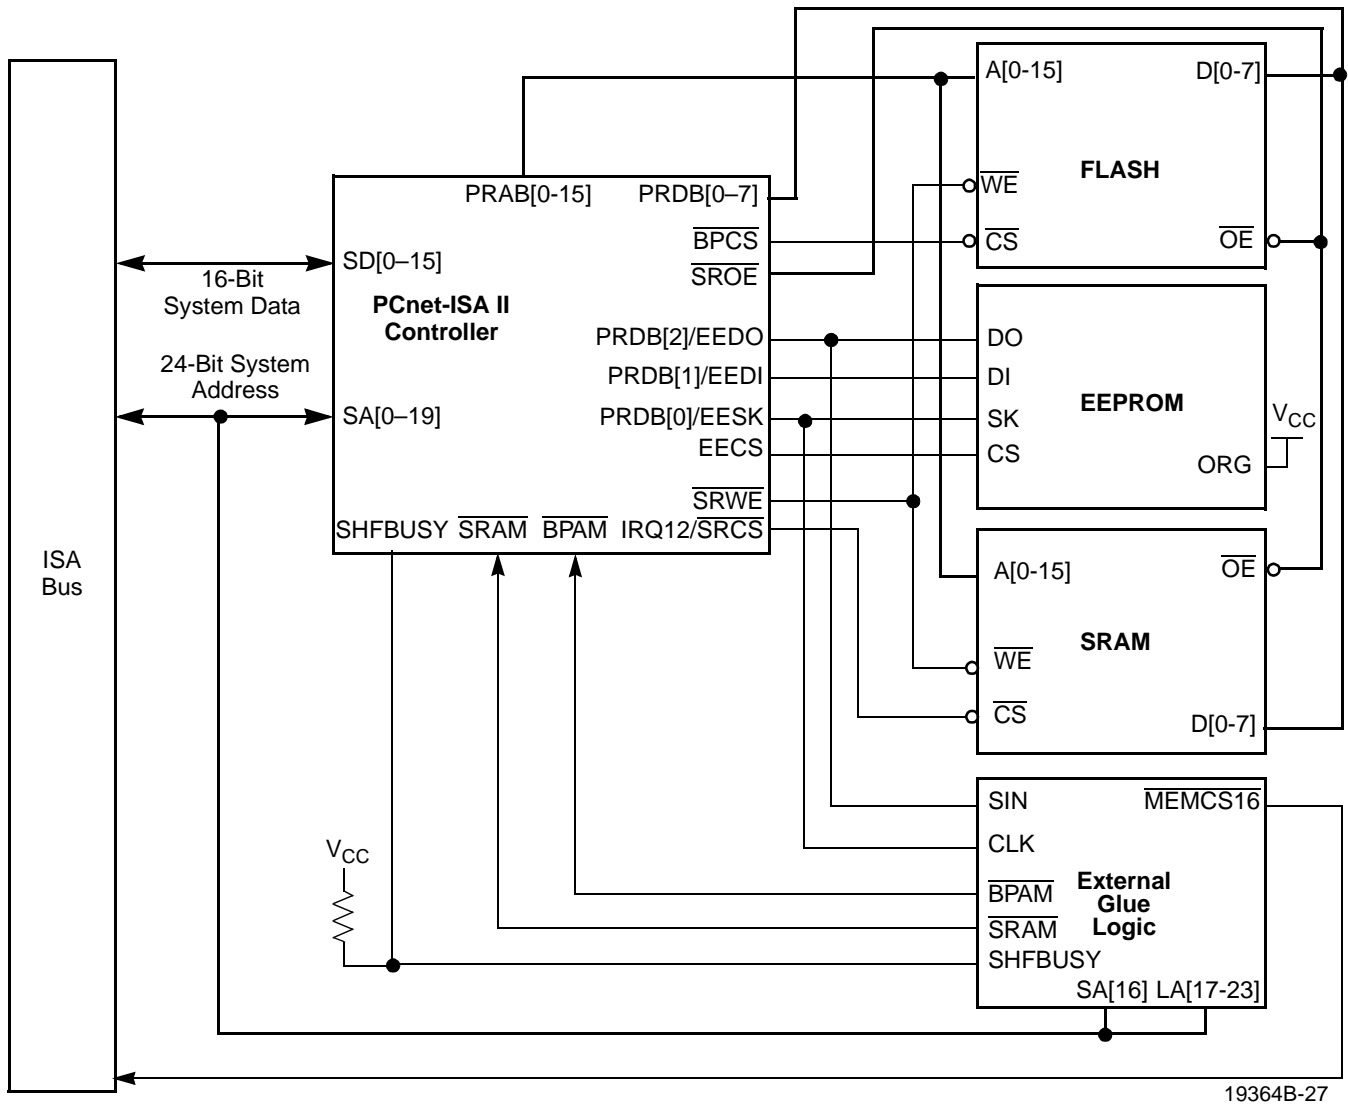 ISA
Bus
16-Bit
System Data
24-Bit System
Address
PRAB[0-15]
PRDB[0–7]
BPCS
SD[0–15]
SROE
PCnet-ISA II
Controller
PRDB[2]/EEDO
PRDB[1]/EEDI
SA[0–19]
PRDB[0]/EESK
EECS
SRWE
SHFBUSY
SRAM
BPAM
IRQ12/SRCS
A[0-15]
D[0-7]
FLASH
WE
CS
OE
DO
DI
EEPROM
SK
CS
VCC
ORG
A[0-15]
OE
SRAM
WE
CS
D[0-7]
SIN
MEMCS16
CLK
BPAM
External
Glue
Logic
SRAM
SHFBUSY
SA[16]
LA[17-23]
VCC
19364B-27